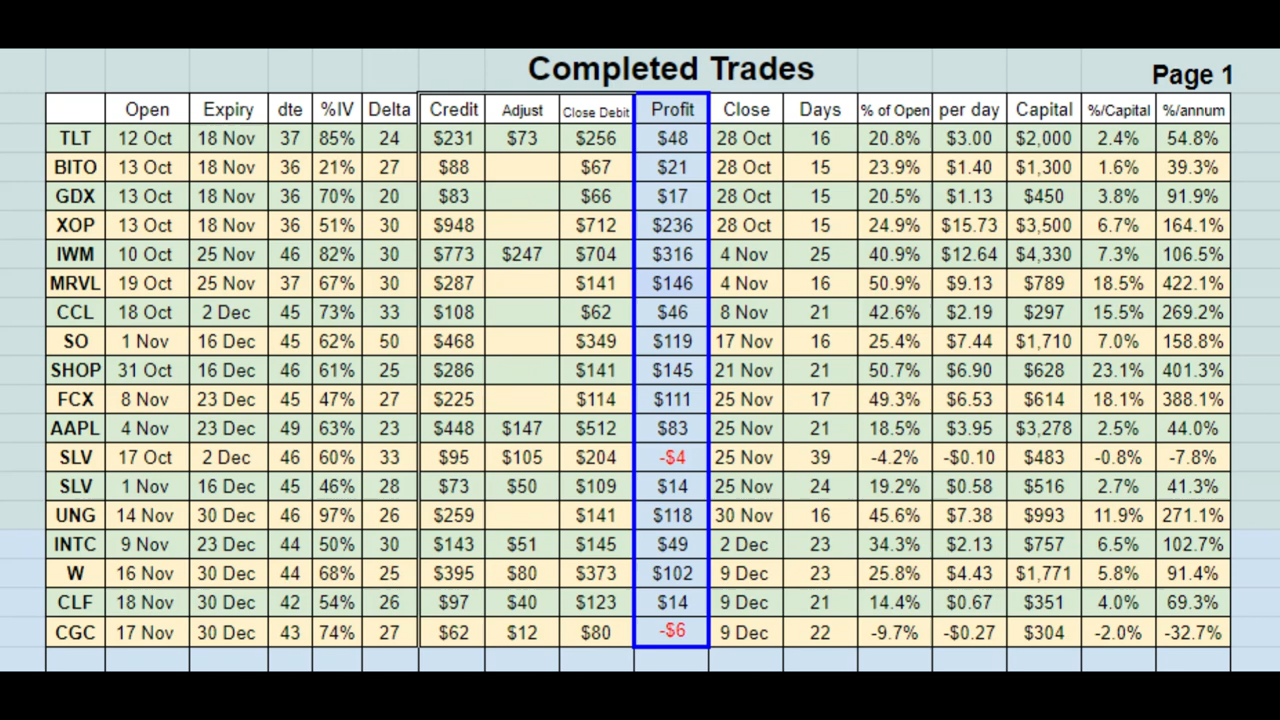 Completed Trades
Page 1
Open Expiry dte %IV Delta Credit Adjust Close Debit Profit Close Days % of Open per day Capital %/Capital %/annum
TLT 12 Oct 18 Nov 37 85% 24 $231 $73 $256 $48 28 Oct 16 20.8% $3.00 $2,000 2.4% 54.8%
BITO 13 Oct 18 Nov 36 21% 27 $88 $67 $21 28 Oct 15 23.9% $1.40 $1,300 1.6% 39.3%
GDX 13 Oct 18 Nov 36 70% 20 $83 $66 $17 28 Oct 15 20.5% $1.13 $450 3.8% 91.9%
XOP 13 Oct 18 Nov 36 51% 30 $948 $712 $236 28 Oct 15 24.9% $15.73 $3,500 6.7% 164.1%
IWM 10 Oct 25 Nov 46 82% 30 $773 $247 $704 $316 4 Nov 25 40.9% $12.64 $4,330 7.3% 106.5%
MRVL 19 Oct 25 Nov 37 67% 30 $287 $141 $146 4 Nov 16 50.9% $9.13 $789 18.5% 422.1%
CCL 18 Oct 2 Dec 45 73% 33 $108 $62 $46 8 Nov 21 42.6% $2.19 $297 15.5% 269.2%
SO 1 Nov 16 Dec 45 62% 50 $468 $349 $119 17 Nov 16 25.4% $7.44 $1,710 7.0% 158.8%
SHOP 31 Oct 16 Dec 46 61% 25 $286 $141 $145 21 Nov 21 50.7% $6.90 $628 23.1% 401.3%
FCX 8 Nov 23 Dec 45 47% 27 $225 $114 $111 25 Nov 17 49.3% $6.53 $614 18.1% 388.1%
AAPL 4 Nov 23 Dec 49 63% 23 $448 $147 $512 $83 25 Nov 21 18.5% $3.95 $3,278 2.5% 44.0%
SLV 17 Oct 2 Dec 46 60% 33 $95 $105 $204 -$4 25 Nov 39 -4.2% -$0.10 $483 -0.8% -7.8%
SLV 1 Nov 16 Dec 45 46% 28 $73 $50 $109 $14 25 Nov 24 19.2% $0.58 $516 2.7% 41.3%
UNG 14 Nov 30 Dec 46 97% 26 $259 $141 $118 30 Nov 16 45.6% $7.38 $993 11.9% 271.1%
INTC 9 Nov 23 Dec 44 50% 30 $143 $51 $145 $49 2 Dec 23 34.3% $2.13 $757 6.5% 102.7%
W 16 Nov 30 Dec 44 68% 25 $395 $80 $373 $102 9 Dec 23 25.8% $4.43 $1,771 5.8% 91.4%
CLF 18 Nov 30 Dec 42 54% 26 $97 $40 $123 $14 9 Dec 21 14.4% $0.67 $351 4.0% 69.3%
CGC 17 Nov 30 Dec 43 74% 27 $62 $12 $80 -$6 9 Dec 22 -9.7% -$0.27 $304 -2.0% -32.7%